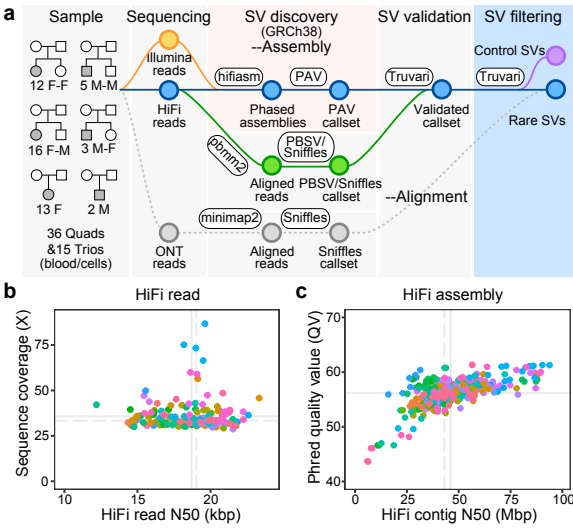 a
Sample
Sequencing
SV discovery
(GRCh38)
--Assembly
SV validation
SV filtering
12 F-F
5 M-M
16 F-M
3 M-F
13 F
2 M
36 Quads
&15 Trios
(blood/cells)
Illumina
reads
HiFi
reads
hifiasm
PAV
Phased
assemblies
PAV
callset
Truvari
Validated
callset
Truvari
Control SVs
Rare SVs
pbmm2
PBSV/
Sniffles
Aligned
reads
PBSV/Sniffles
callset
--Alignment
minimap2
Sniffles
ONT
reads
Aligned
reads
Sniffles
callset
b
HiFi read
Sequence coverage (X)
75
50
25
0
10
15
20
HiFi read N50 (kbp)
c
HiFi assembly
Phred quality value (QV)
70
60
50
40
0
25
50
75
100
HiFi contig N50 (Mbp)